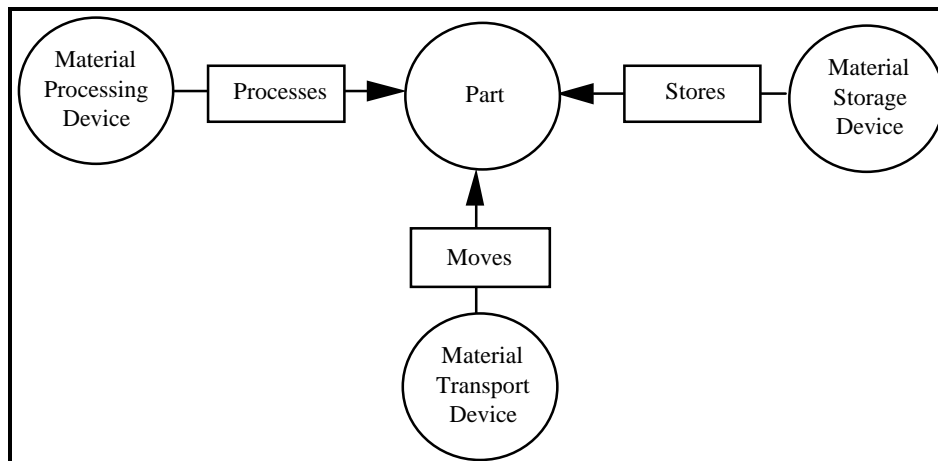 Material
Processing
Device
Processes
Part
Stores
Material
Storage
Device
Moves
Material
Transport
Device